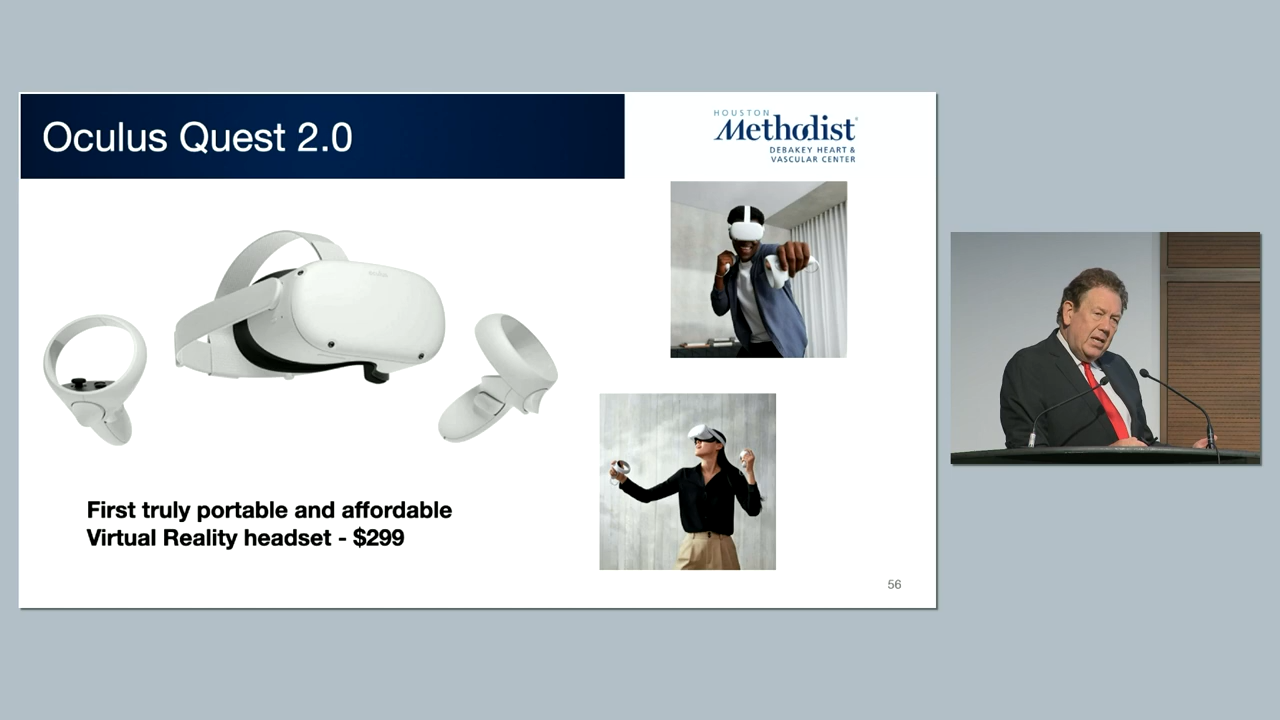 Oculus Quest 2.0
HOUSTON
Methodist
DEBAKEY HEART &
VASCULAR CENTER
oculus
First truly portable and affordable
Virtual Reality headset - $299
56